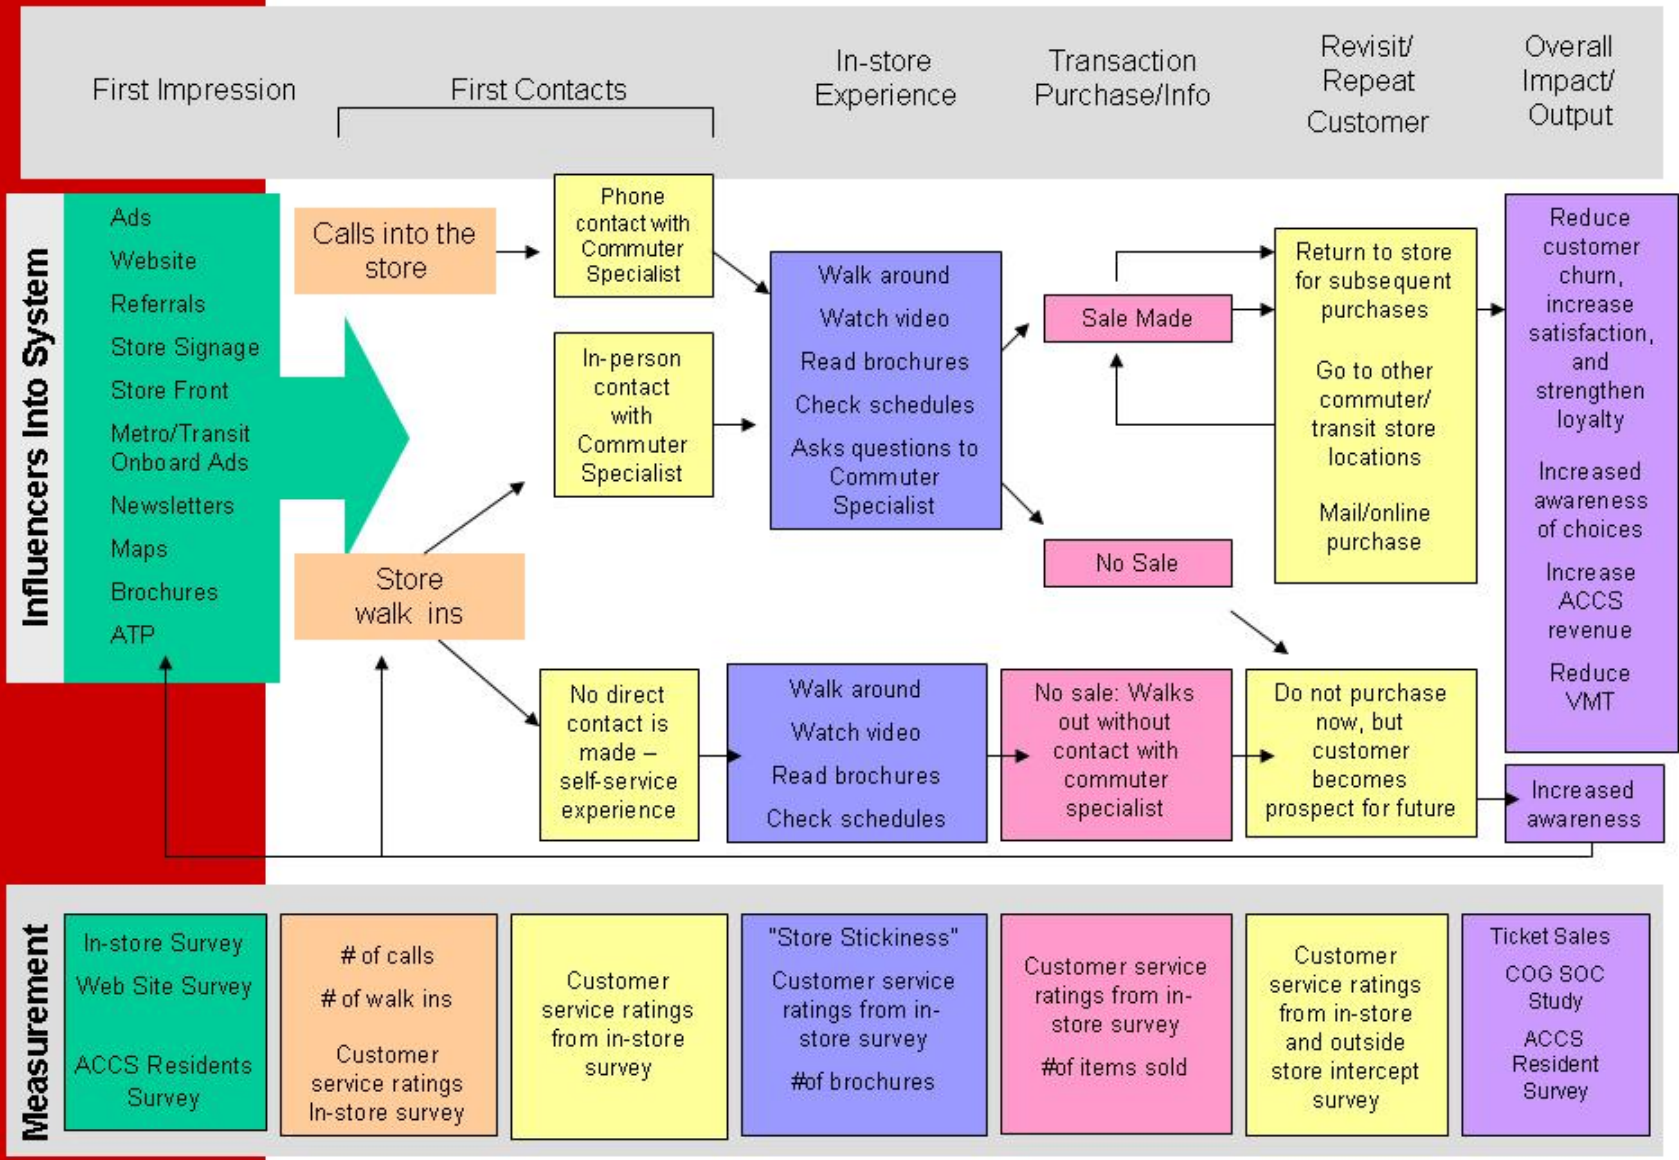 First Impression
First Contacts
In-store
Experience
Transaction
Purchase/Info
Revisit/
Repeat
Customer
Overall
Impact/
Output
Influencers Into System
Ads
Website
Referrals
Store Signage
Store Front
Metro/Transit
Onboard Ads
Newsletters
Maps
Brochures
ATP
Calls into the
store
Store
walk ins
Phone
contact with
Commuter
Specialist
In-person
contact
with
Commuter
Specialist
No direct
contact is
made –
self-service
experience
Walk around
Watch video
Read brochures
Check schedules
Asks questions to
Commuter
Specialist
Walk around
Watch video
Read brochures
Check schedules
Sale Made
No Sale
No sale: Walks
out without
contact with
commuter
specialist
Return to store
for subsequent
purchases
Go to other
commuter/
transit store
locations
Mail/online
purchase
Do not purchase
now, but
customer
becomes
prospect for future
Reduce
customer
churn,
increase
satisfaction,
and
strengthen
loyalty
Increased
awareness
of choices
Increase
ACCS
revenue
Reduce
VMT
Increased
awareness
Measurement
In-store Survey
Web Site Survey
ACCS Residents
Survey
# of calls
# of walk ins
Customer
service ratings
In-store survey
Customer
service ratings
from in-store
survey
"Store Stickiness"
Customer service
ratings from in-
store survey
#of brochures
Customer service
ratings from in-
store survey
#of items sold
Customer
service ratings
from in-store
and outside
store intercept
survey
Ticket Sales
COG SOC
Study
ACCS
Resident
Survey